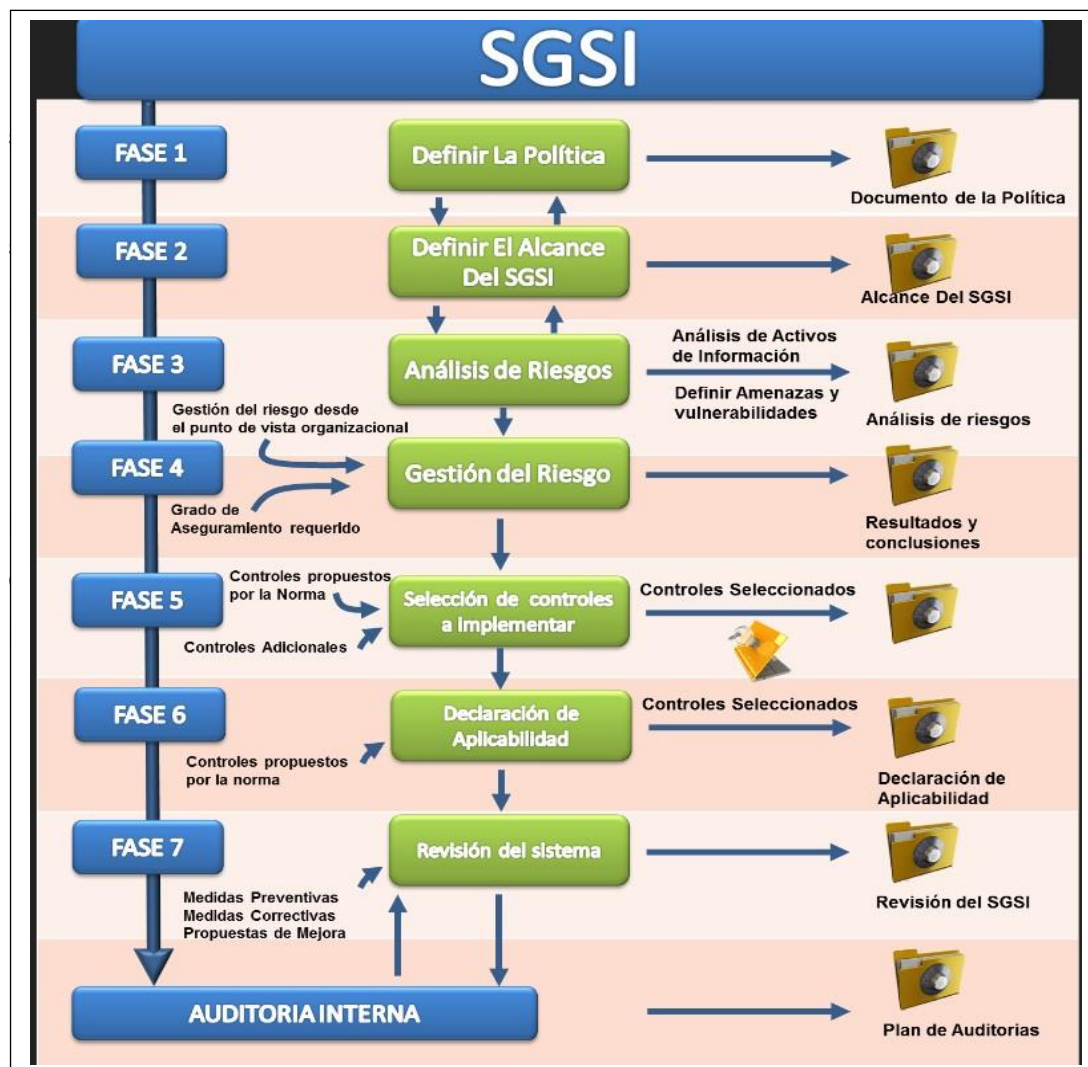 SGSI
FASE 1
Definir La Política
Documento de la Política
FASE 2
Definir El Alcance
Del SGSI
Alcance Del SGSI
FASE 3
Análisis de Riesgos
Análisis de Activos
de Información
Definir Amenazas y
vulnerabilidades
Análisis de riesgos
Gestión del riesgo desde
el punto de vista organizacional
FASE 4
Gestión del Riesgo
Grado de
Aseguramiento requerido
Resultados y
conclusiones
FASE 5
Controles propuestos
por la Norma
Controles Adicionales
Selección de controles
a Implementar
Controles Seleccionados
FASE 6
Declaración de
Aplicabilidad
Controles Seleccionados
Controles propuestos
por la norma
Declaración de
Aplicabilidad
FASE 7
Revisión del sistema
Medidas Preventivas
Medidas Correctivas
Propuestas de Mejora
Revisión del SGSI
AUDITORIA INTERNA
Plan de Auditorias